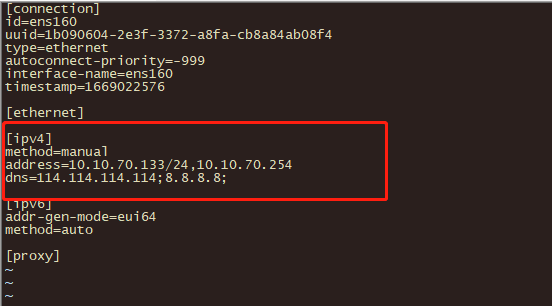 [connection]
id=ens160
uuid=1b090604-2e3f-3372-a8fa-cb8a84ab08f4
type=ethernet
autoconnect-priority=-999
interface-name=ens160
timestamp=1669022576
[ethernet]
[ipv4]
method=manual
address=10.10.70.133/24,10.10.70.254
dns=114.114.114.114;8.8.8.8;
[ipv6]
addr-gen-mode=eui64
method=auto
[proxy]
~
~
~